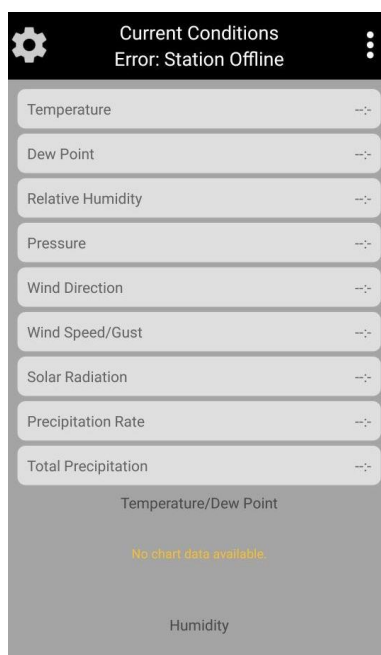 Current Conditions
Error: Station Offline
Temperature --:-
Dew Point --:-
Relative Humidity --:-
Pressure --:-
Wind Direction --:-
Wind Speed/Gust --:-
Solar Radiation --:-
Precipitation Rate --:-
Total Precipitation --:-
Temperature/Dew Point
No chart data available.
Humidity